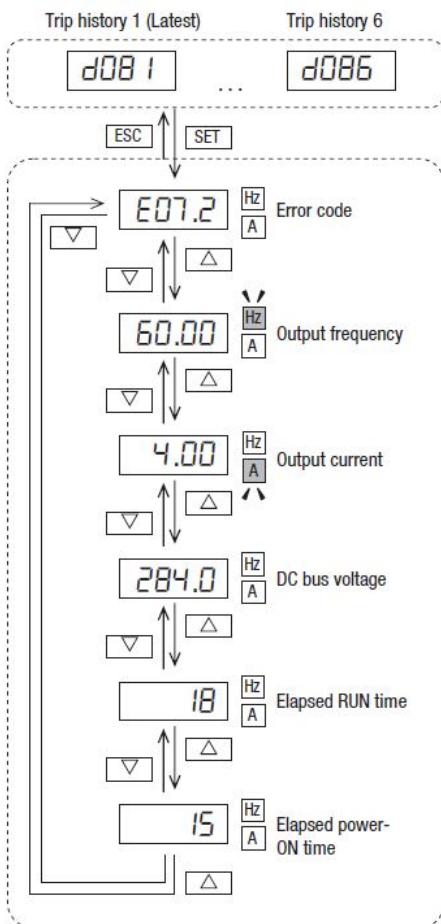 Trip history 1 (Latest) Trip history 6
d081 ... d086
ESC SET
E07.2 Hz Error code
A
▽ △
▽
60.00 Hz Output frequency
A
△
▽
4.00 Hz Output current
A
△
▽
284.0 Hz DC bus voltage
A
△
▽
18 Hz Elapsed RUN time
A
△
▽
15 Hz Elapsed power-
A ON time
△